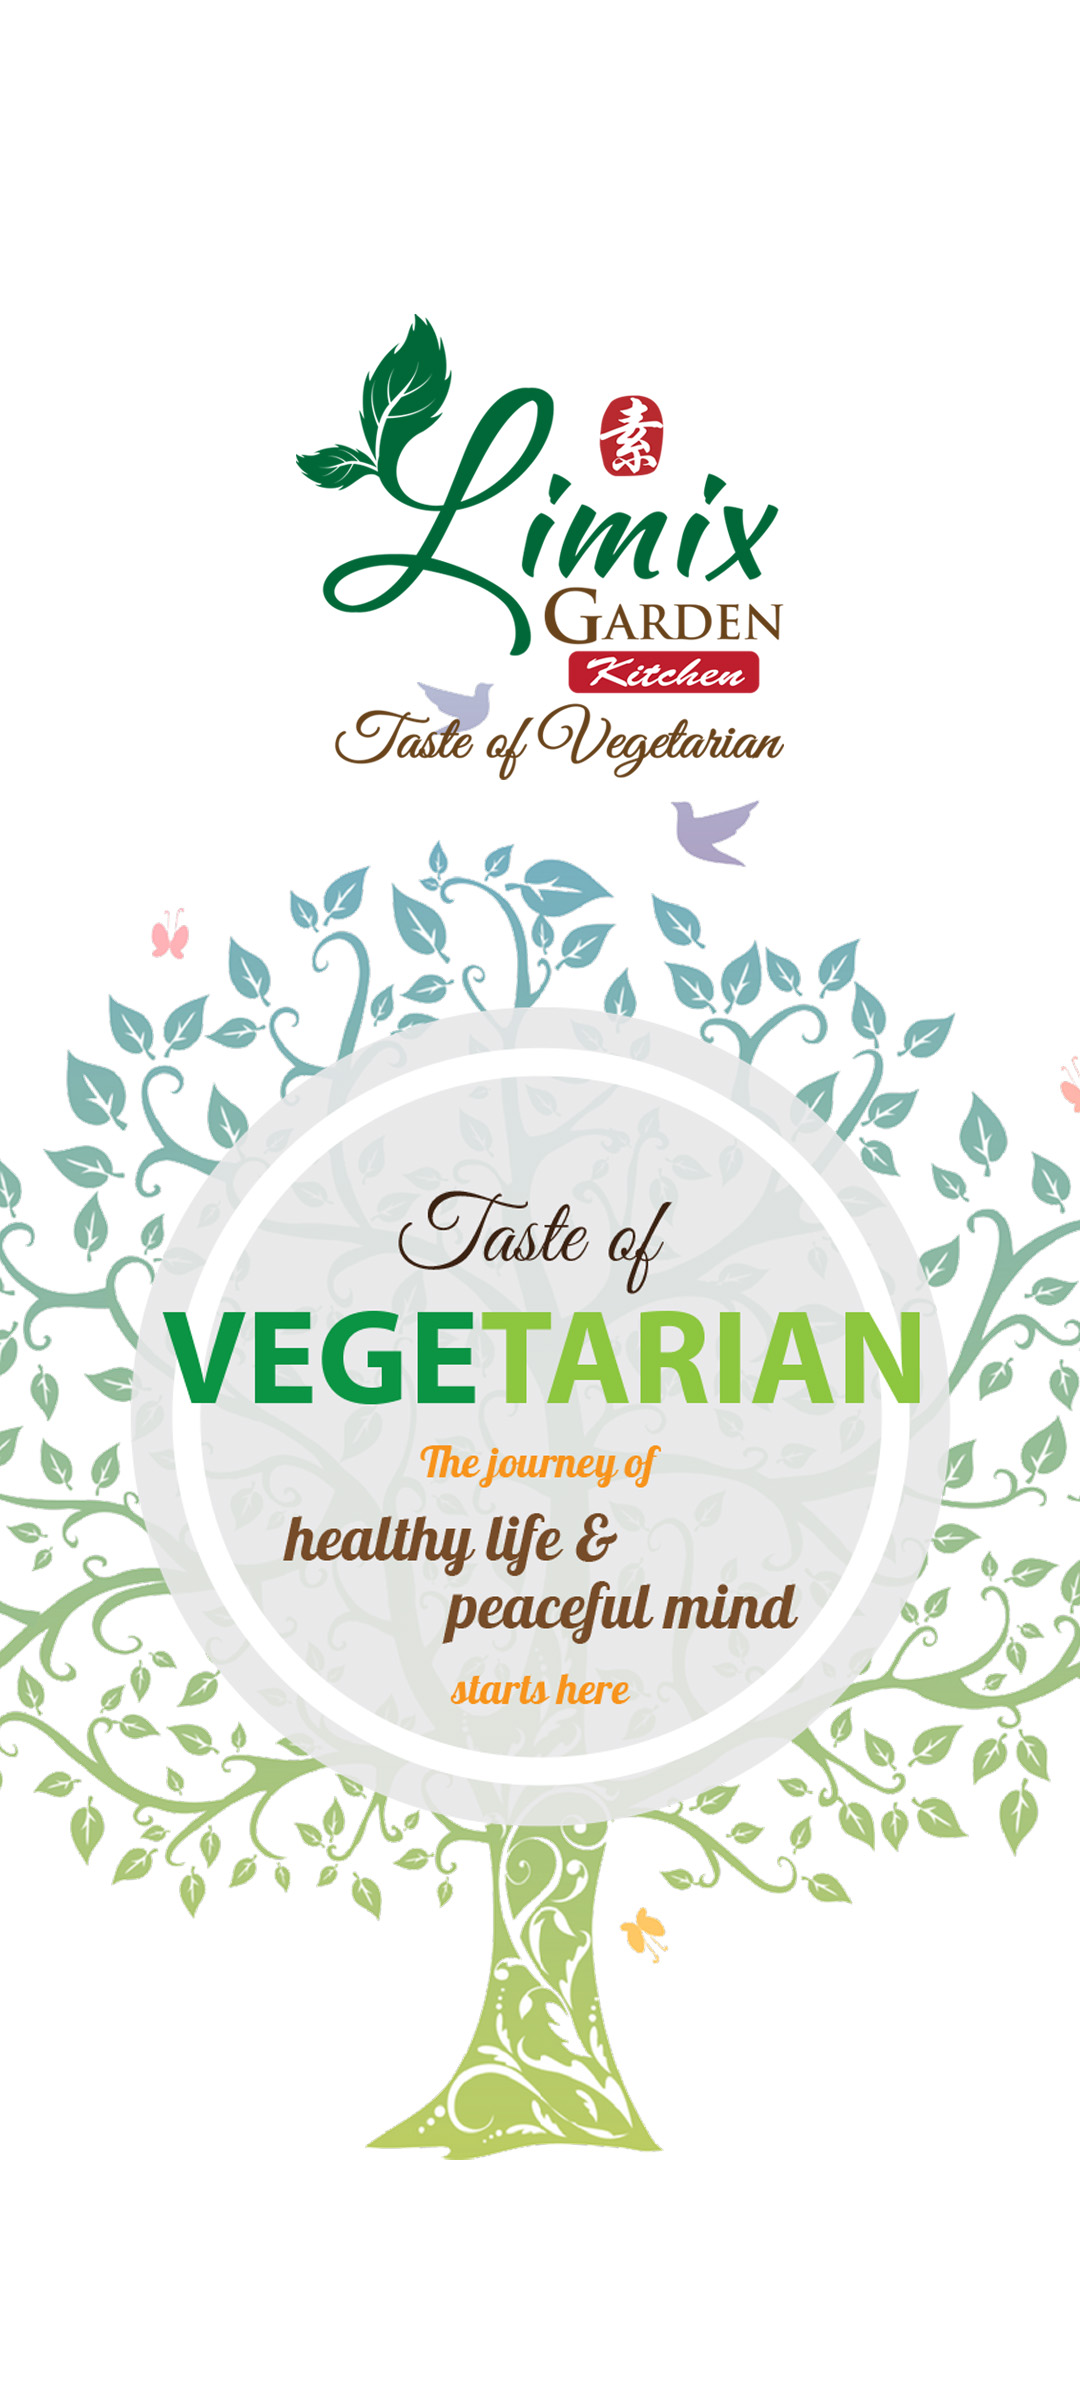 素
Limix
GARDEN
Kitchen
Taste of Vegetarian
Taste of
VEGETARIAN
The journey of
healthy life &
peaceful mind
starts here